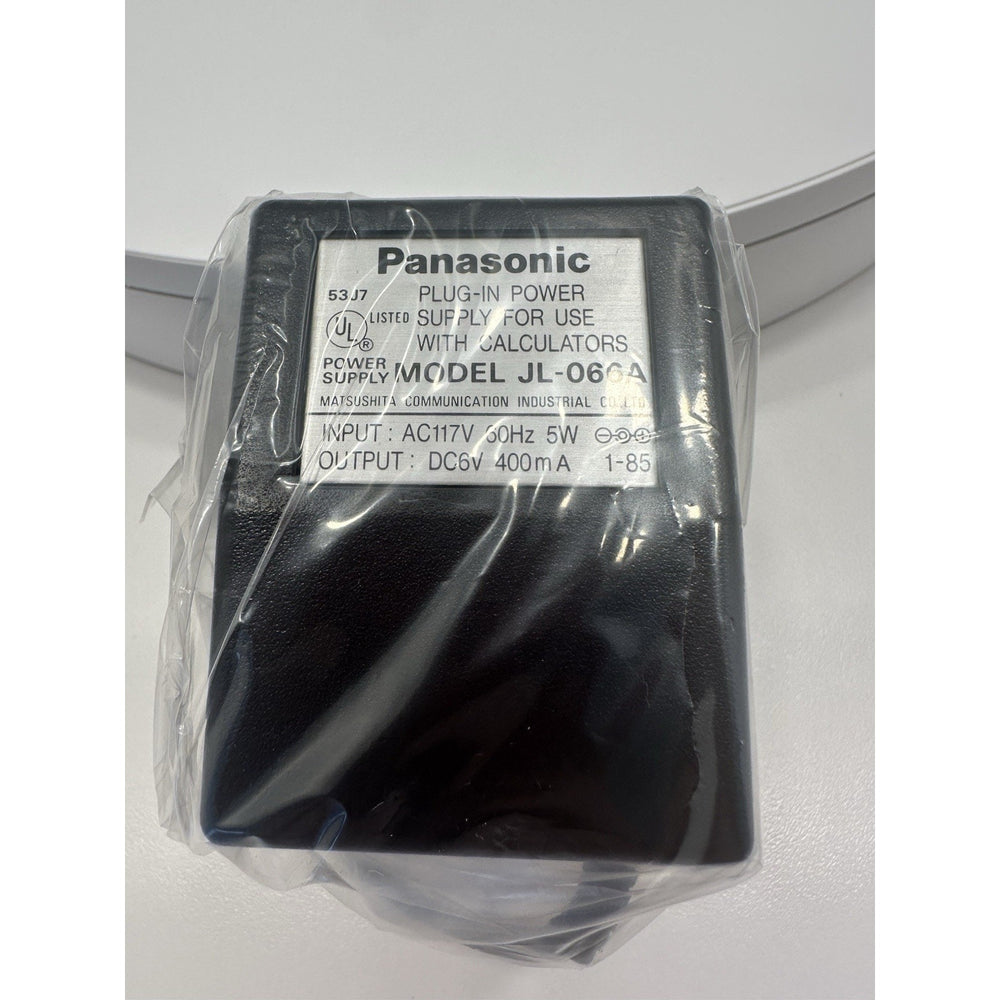 Panasonic
53J7 PLUG-IN POWER
UL® LISTED SUPPLY FOR USE
WITH CALCULATORS
POWER SUPPLY MODEL JL-066A
MATSUSHITA COMMUNICATION INDUSTRIAL CO., LTD.
INPUT : AC117V 60Hz 5W
OUTPUT : DC6V 400mA 1-85